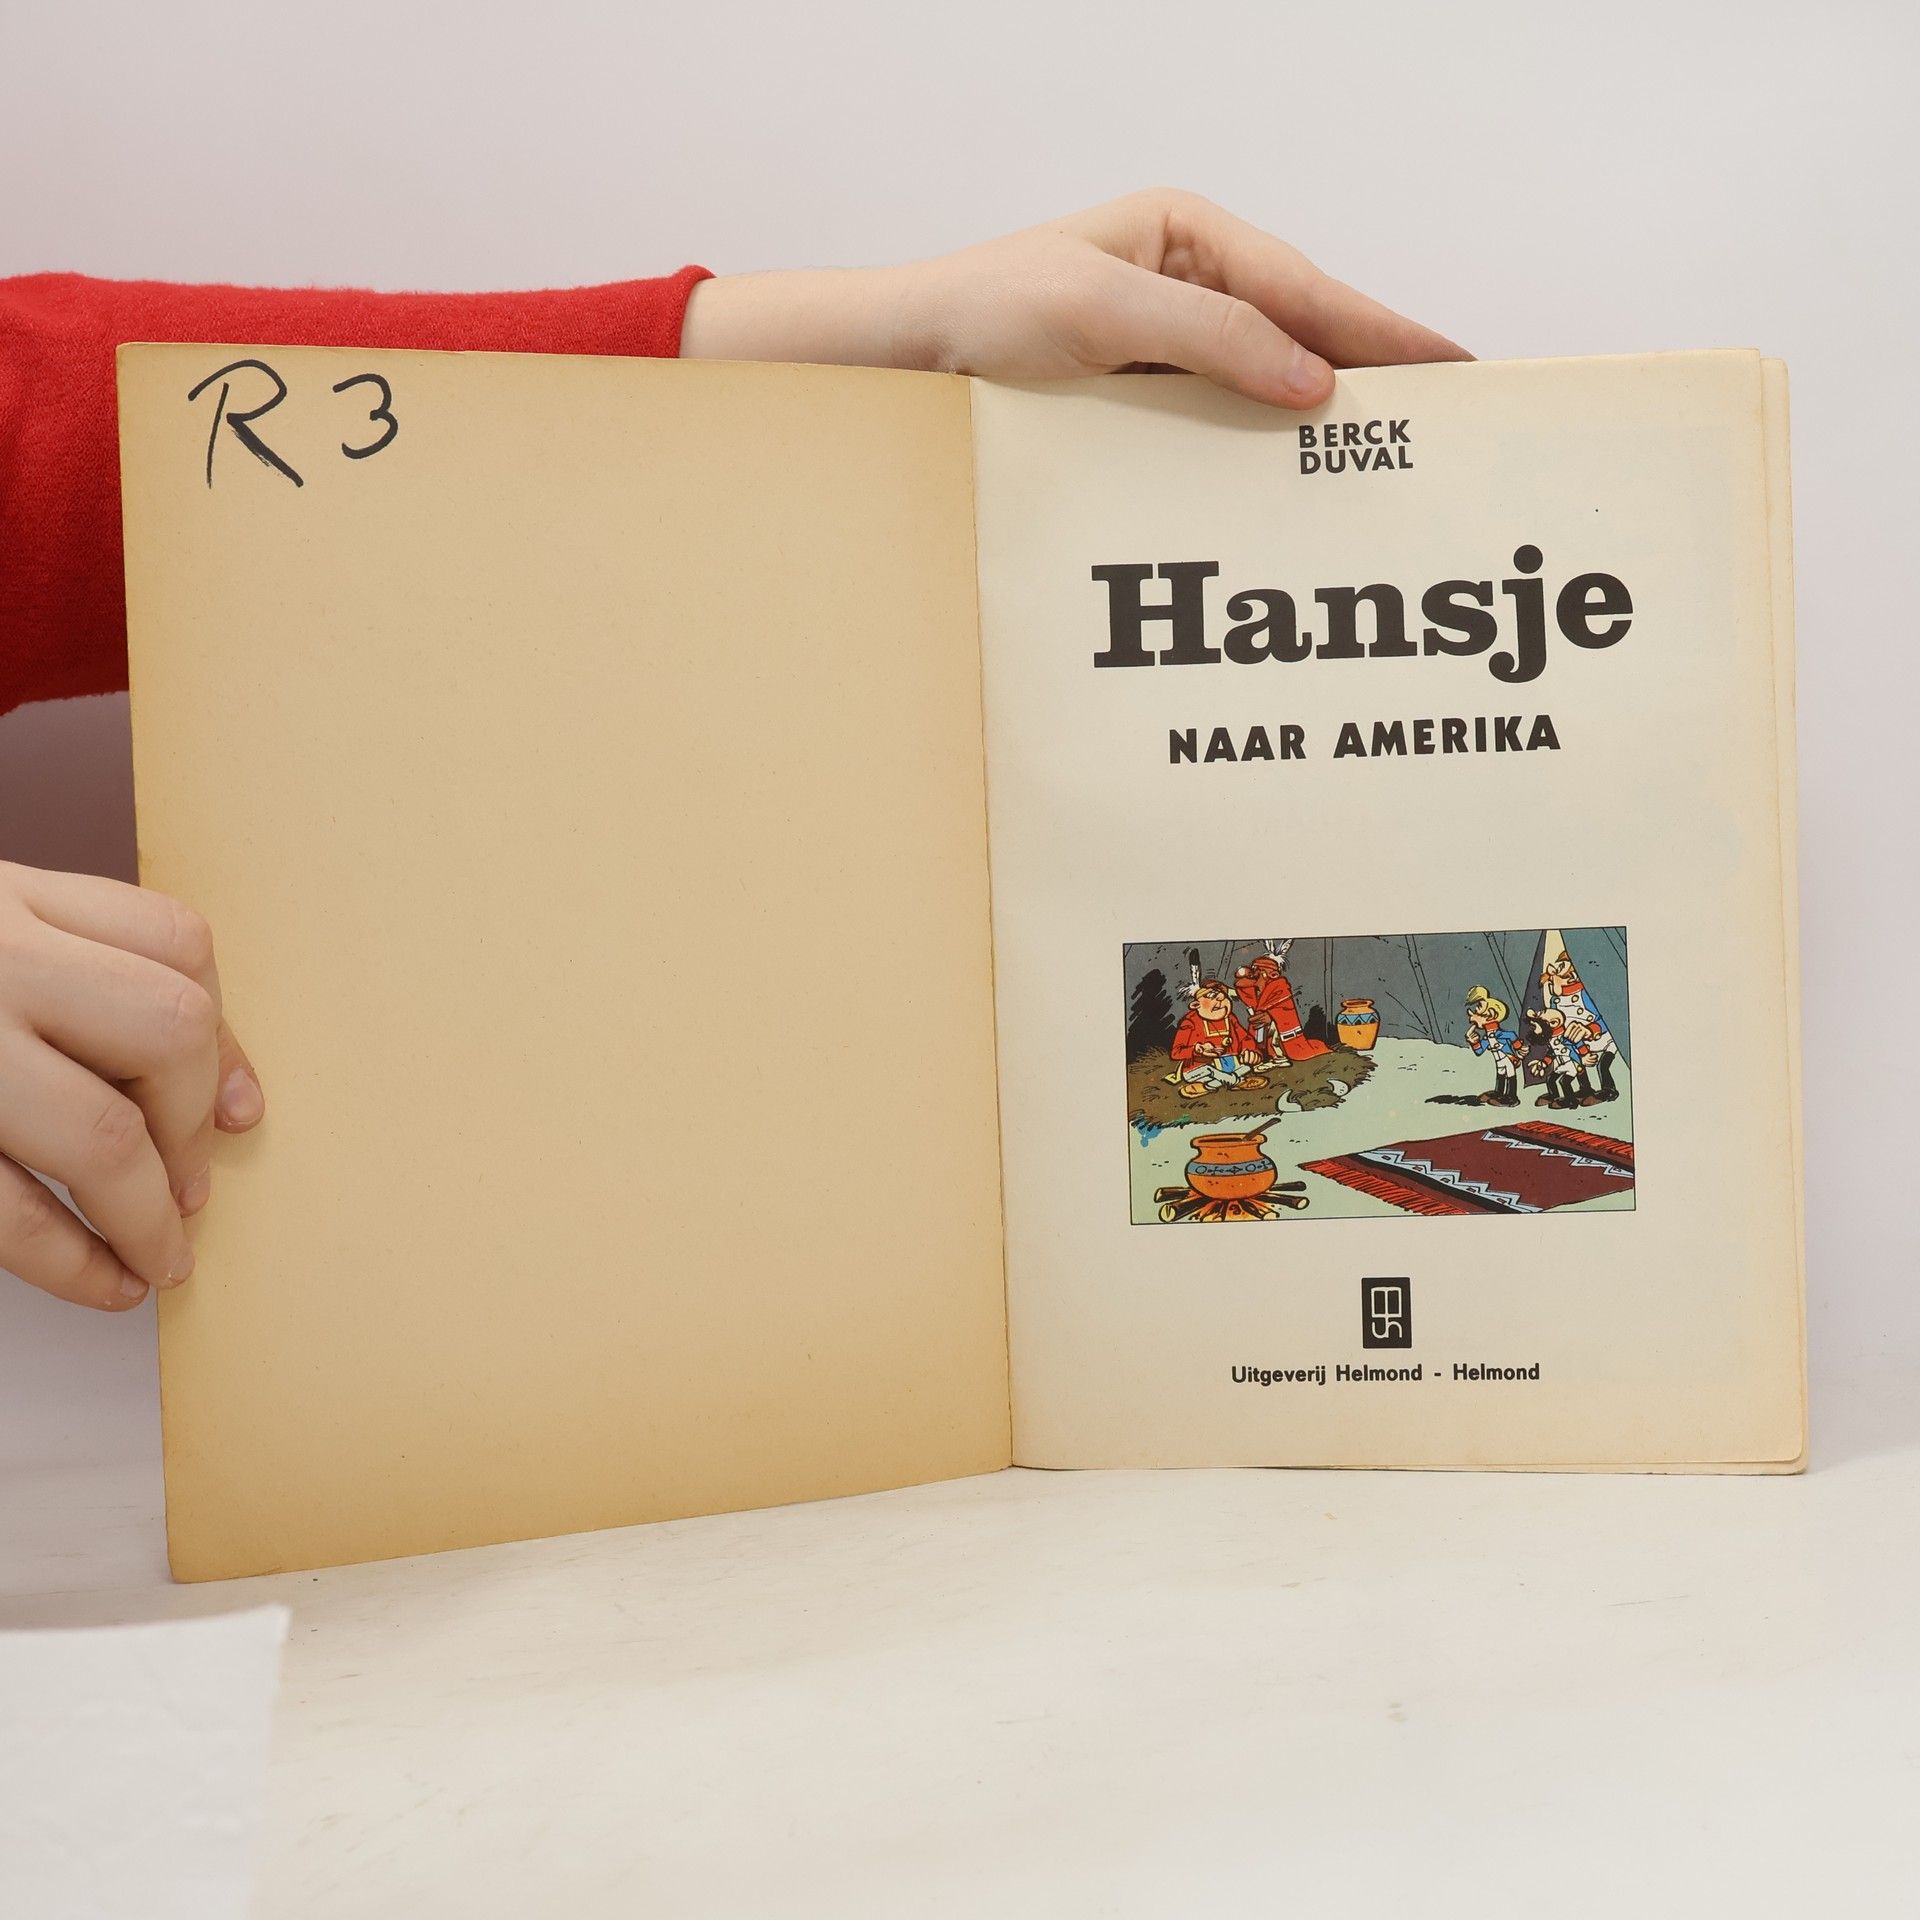 R 3
BERCK
DUVAL
Hansje
NAAR AMERIKA
Uitgeverij Helmond - Helmond